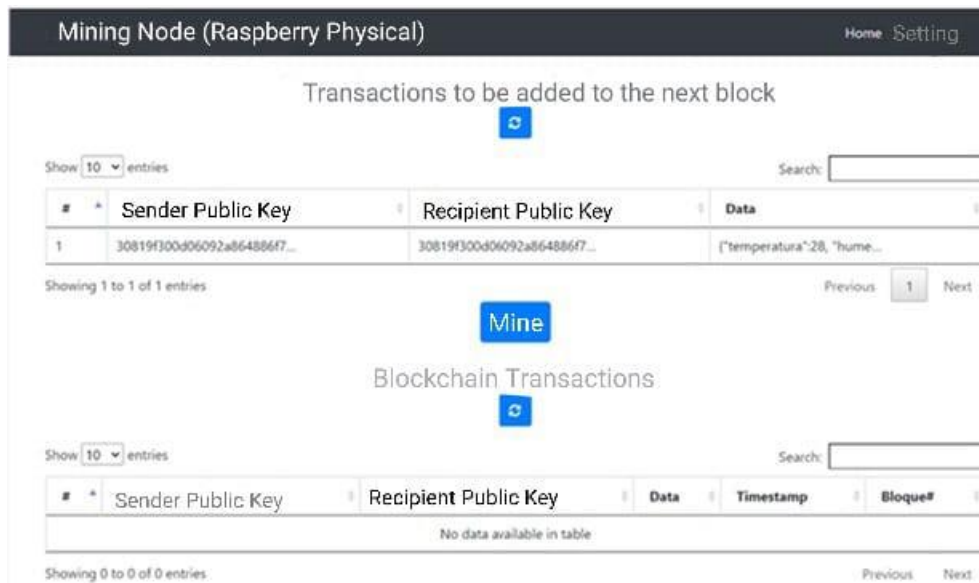 Mining Node (Raspberry Physical) Home Setting
Transactions to be added to the next block
Show 10 entries Search:
# Sender Public Key Recipient Public Key Data
1 30819f300d06092a864886f7... 30819f300d06092a864886f7... {"temperatura":28, "hume...
Showing 1 to 1 of 1 entries Previous 1 Next
Mine
Blockchain Transactions
Show 10 entries Search:
# Sender Public Key Recipient Public Key Data Timestamp Bloque#
No data available in table
Showing 0 to 0 of 0 entries Previous Next